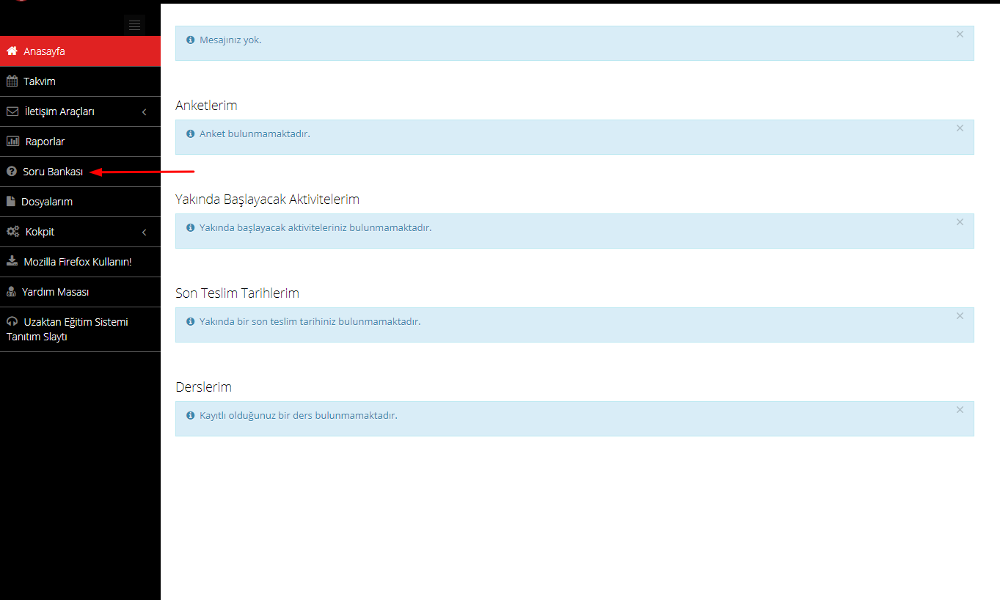 Anasayfa
Takvim
İletişim Araçları
Raporlar
Soru Bankası
Dosyalarım
Kokpit
Mozilla Firefox Kullanın!
Yardım Masası
Uzaktan Eğitim Sistemi
Tanıtım Slaytı
Mesajınız yok.
Anketlerim
Anket bulunmamaktadır.
Yakında Başlayacak Aktivitelerim
Yakında başlayacak aktiviteleriniz bulunmamaktadır.
Son Teslim Tarihlerim
Yakında bir son teslim tarihiniz bulunmamaktadır.
Derslerim
Kayıtlı olduğunuz bir ders bulunmamaktadır.